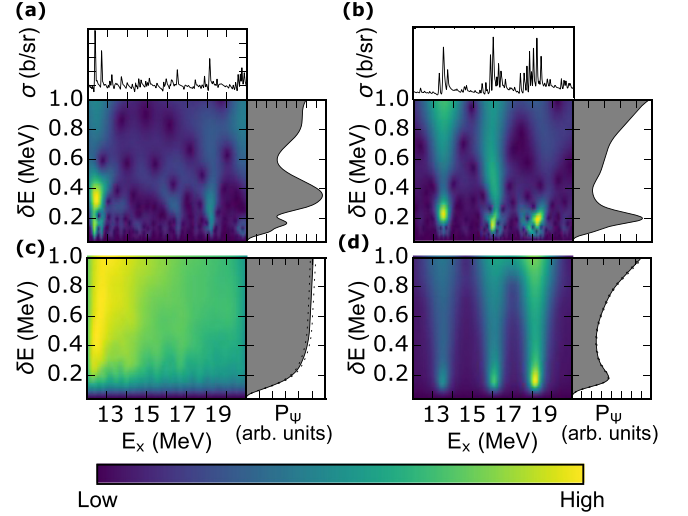 (a)
(b)
σ (b/sr)
σ (b/sr)
1.0
0.8
0.6
0.4
0.2
δE (MeV)
1.0
0.8
0.6
0.4
0.2
δE (MeV)
(c)
(d)
1.0
0.8
0.6
0.4
0.2
δE (MeV)
1.0
0.8
0.6
0.4
0.2
δE (MeV)
13 15 17 19
Ex (MeV)
PΨ
(arb. units)
13 15 17 19
Ex (MeV)
PΨ
(arb. units)
Low
High